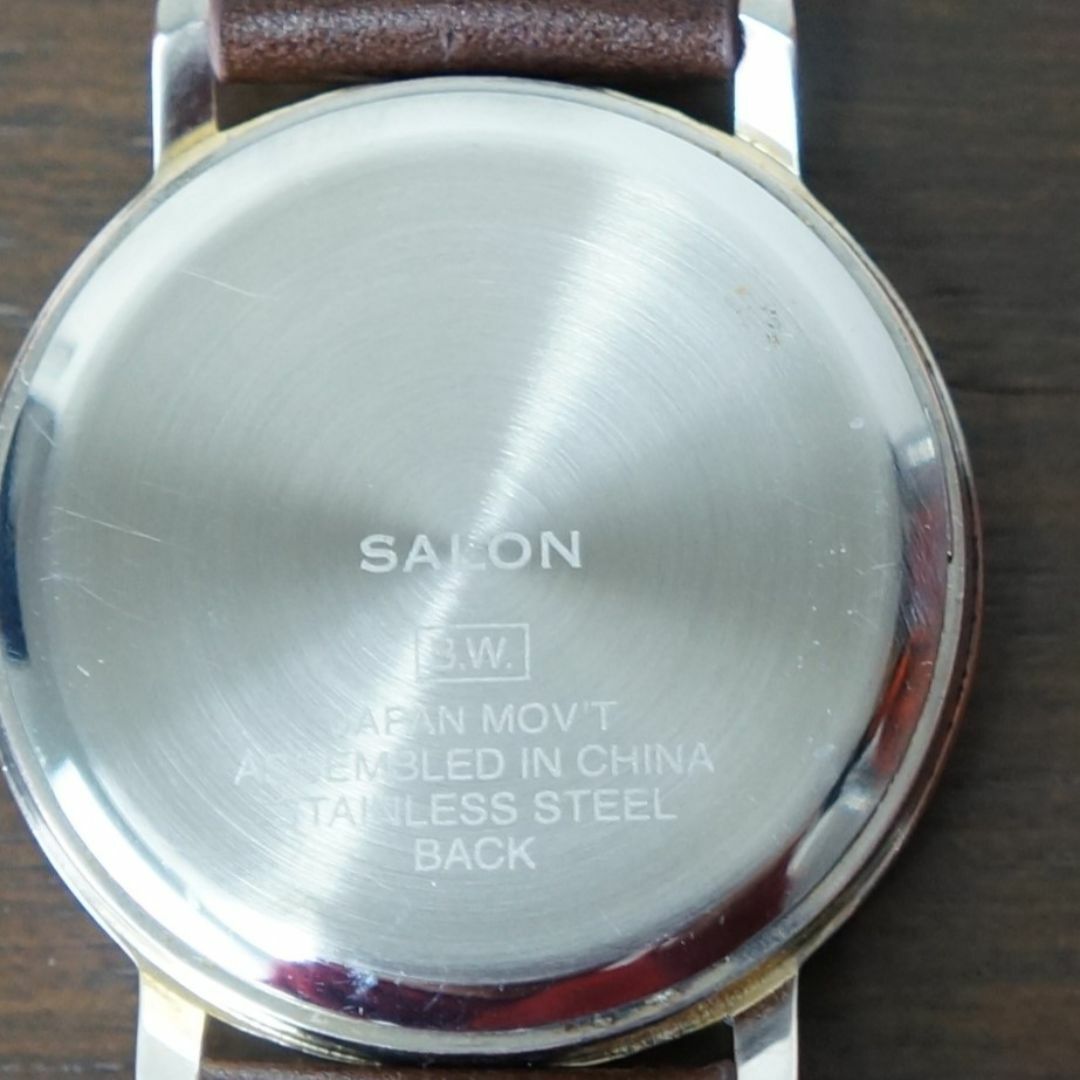 SALON
B.W.
JAPAN MOV'T
ASSEMBLED IN CHINA
STAINLESS STEEL
BACK